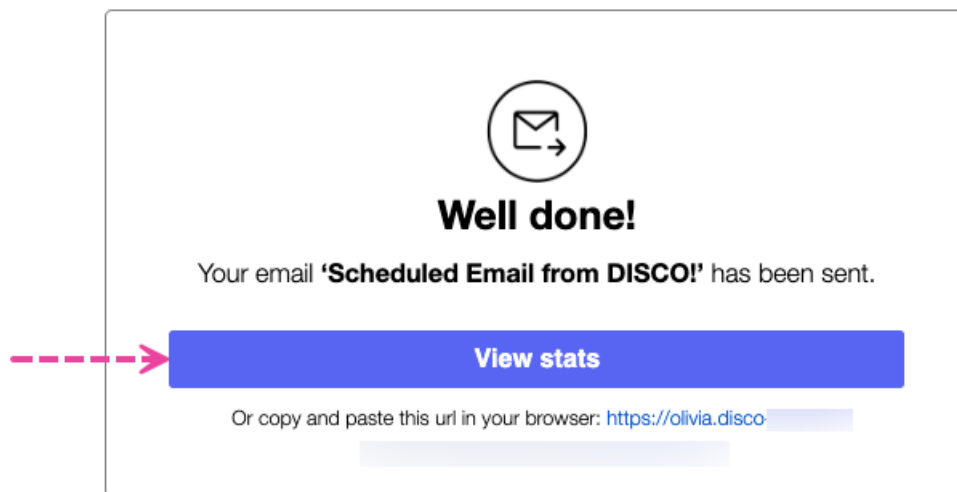 Well done!
Your email ‘Scheduled Email from DISCO!’ has been sent.
View stats
Or copy and paste this url in your browser: https://olivia.disco-